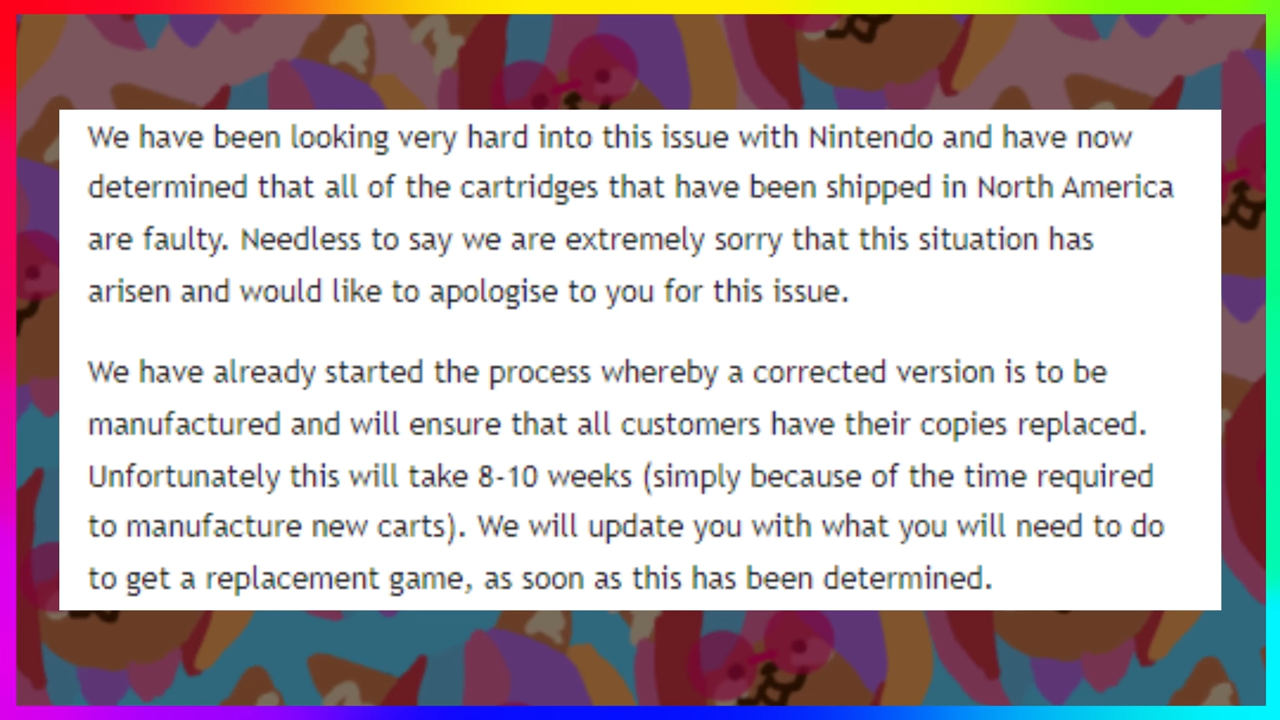 We have been looking very hard into this issue with Nintendo and have now
determined that all of the cartridges that have been shipped in North America
are faulty. Needless to say we are extremely sorry that this situation has
arisen and would like to apologise to you for this issue.
We have already started the process whereby a corrected version is to be
manufactured and will ensure that all customers have their copies replaced.
Unfortunately this will take 8-10 weeks (simply because of the time required
to manufacture new carts). We will update you with what you will need to do
to get a replacement game, as soon as this has been determined.